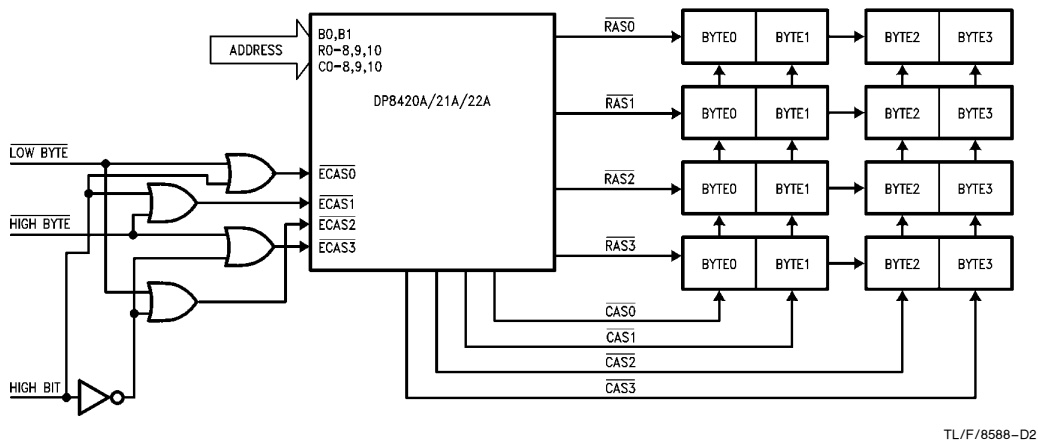 ADDRESS
B0,B1
R0-8,9,10
C0-8,9,10
DP8420A/21A/22A
LOW BYTE
HIGH BYTE
HIGH BIT
ECAS0
ECAS1
ECAS2
ECAS3
RAS0
BYTE0 BYTE1 BYTE2 BYTE3
RAS1
BYTE0 BYTE1 BYTE2 BYTE3
RAS2
BYTE0 BYTE1 BYTE2 BYTE3
RAS3
BYTE0 BYTE1 BYTE2 BYTE3
CAS0
CAS1
CAS2
CAS3
TL/F/8588-D2